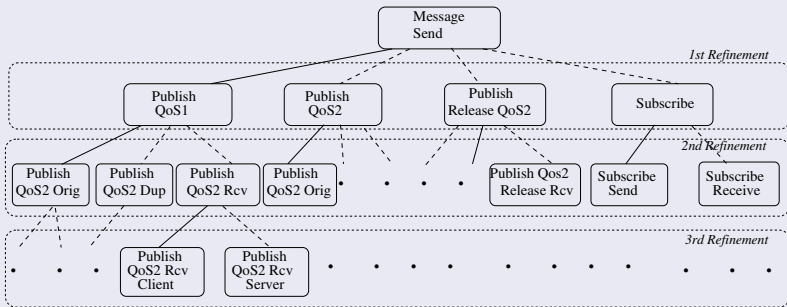 Message
Send
1st Refinement
Publish
QoS1
Publish
QoS2
Publish
Release QoS2
Subscribe
2nd Refinement
Publish
QoS2 Orig
Publish
QoS2 Dup
Publish
QoS2 Rcv
Publish
QoS2 Orig
Publish Qos2
Release Rcv
Subscribe
Send
Subscribe
Receive
3rd Refinement
Publish
QoS2 Rcv
Client
Publish
QoS2 Rcv
Server